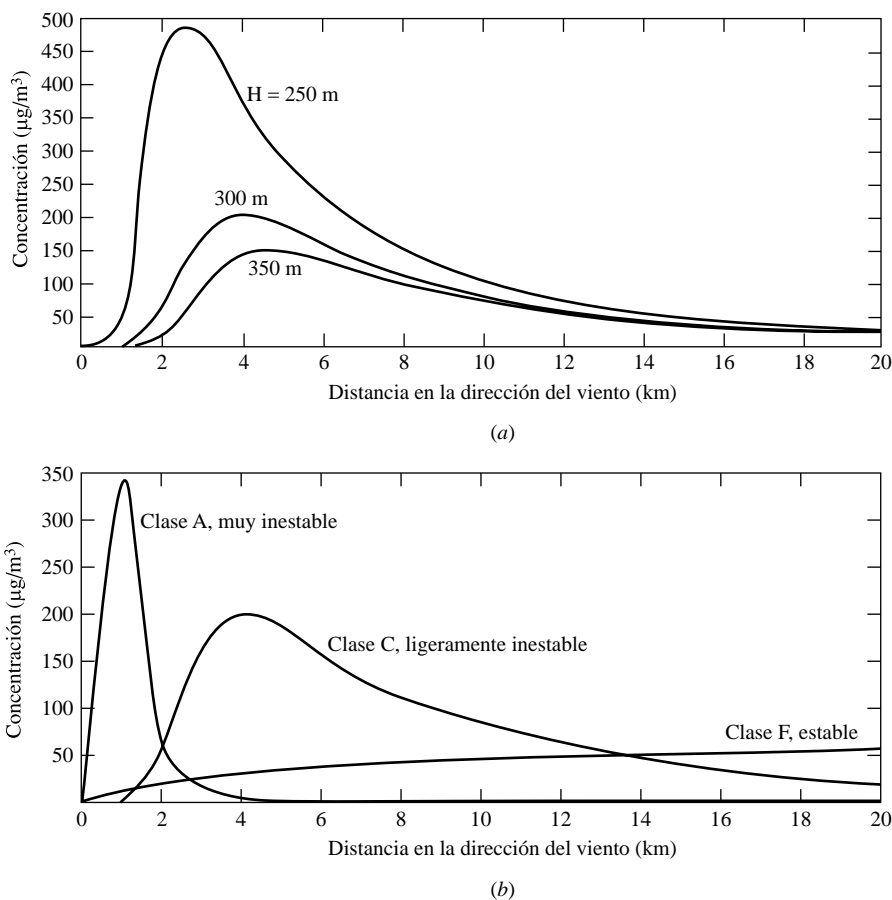 500
450
400
350
300
250
200
150
100
50
Concentración (µg/m³)
H = 250 m
300 m
350 m
0 2 4 6 8 10 12 14 16 18 20
Distancia en la dirección del viento (km)
(a)
350
300
250
200
150
100
50
Concentración (µg/m³)
Clase A, muy inestable
Clase C, ligeramente inestable
Clase F, estable
0 2 4 6 8 10 12 14 16 18 20
Distancia en la dirección del viento (km)
(b)